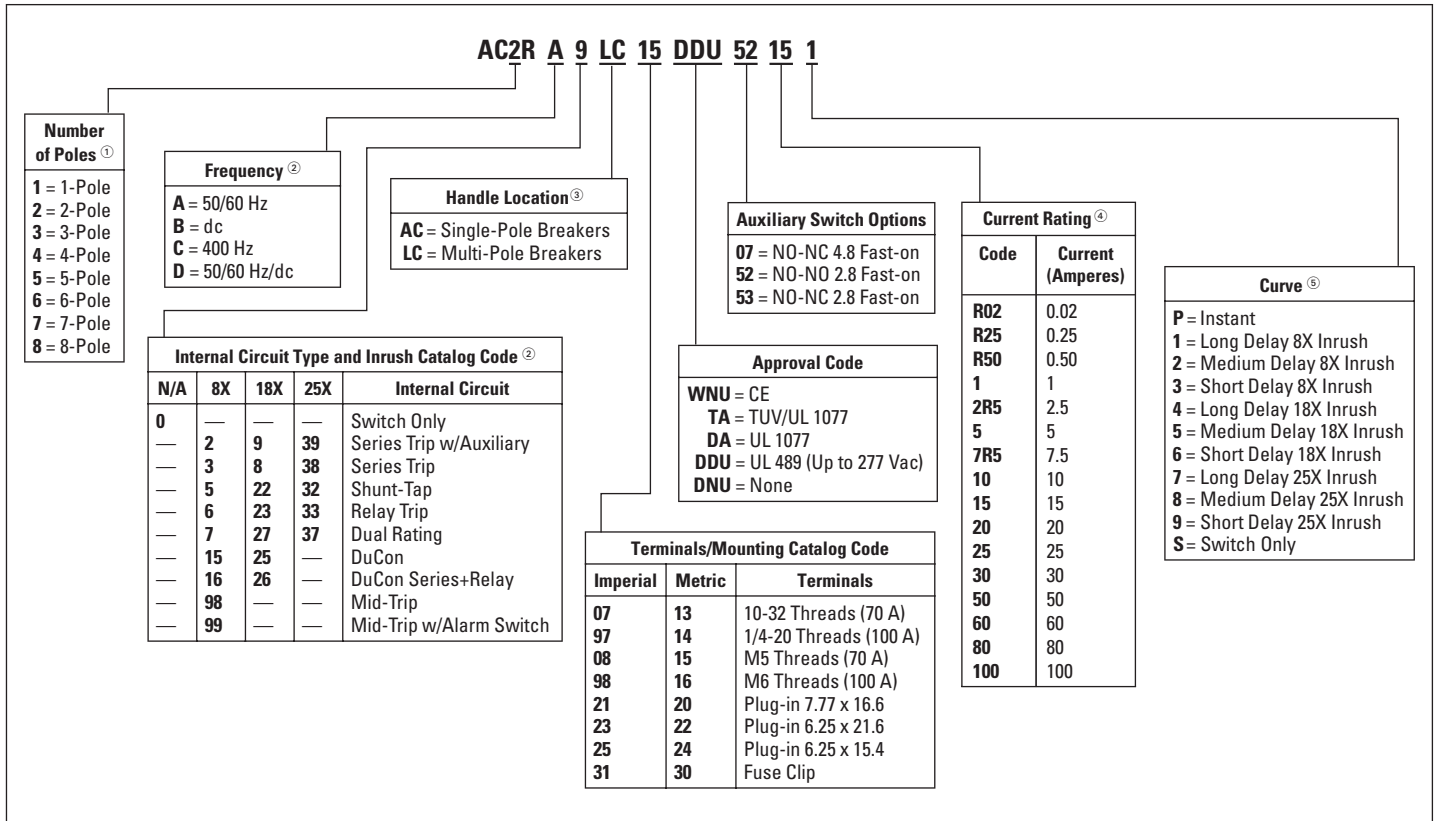 AC2R A 9 LC 15 DDU 52 15 1
Number
of Poles ①
1 = 1-Pole
2 = 2-Pole
3 = 3-Pole
4 = 4-Pole
5 = 5-Pole
6 = 6-Pole
7 = 7-Pole
8 = 8-Pole
Frequency ②
A = 50/60 Hz
B = dc
C = 400 Hz
D = 50/60 Hz/dc
Handle Location ③
AC = Single-Pole Breakers
LC = Multi-Pole Breakers
Internal Circuit Type and Inrush Catalog Code ②
N/A 8X 18X 25X Internal Circuit
0 — — — Switch Only
— 2 9 39 Series Trip w/Auxiliary
— 3 8 38 Series Trip
— 5 22 32 Shunt-Tap
— 6 23 33 Relay Trip
— 7 27 37 Dual Rating
— 15 25 — DuCon
— 16 26 — DuCon Series+Relay
— 98 — — Mid-Trip
— 99 — — Mid-Trip w/Alarm Switch
Auxiliary Switch Options
07 = NO-NC 4.8 Fast-on
52 = NO-NO 2.8 Fast-on
53 = NO-NC 2.8 Fast-on
Approval Code
WNU = CE
TA = TUV/UL 1077
DA = UL 1077
DDU = UL 489 (Up to 277 Vac)
DNU = None
Terminals/Mounting Catalog Code
Imperial Metric Terminals
07 13 10-32 Threads (70 A)
97 14 1/4-20 Threads (100 A)
08 15 M5 Threads (70 A)
98 16 M6 Threads (100 A)
21 20 Plug-in 7.77 x 16.6
23 22 Plug-in 6.25 x 21.6
25 24 Plug-in 6.25 x 15.4
31 30 Fuse Clip
Current Rating ④
Code Current
(Amperes)
R02 0.02
R25 0.25
R50 0.50
1 1
2R5 2.5
5 5
7R5 7.5
10 10
15 15
20 20
25 25
30 30
50 50
60 60
80 80
100 100
Curve ⑤
P = Instant
1 = Long Delay 8X Inrush
2 = Medium Delay 8X Inrush
3 = Short Delay 8X Inrush
4 = Long Delay 18X Inrush
5 = Medium Delay 18X Inrush
6 = Short Delay 18X Inrush
7 = Long Delay 25X Inrush
8 = Medium Delay 25X Inrush
9 = Short Delay 25X Inrush
S = Switch Only